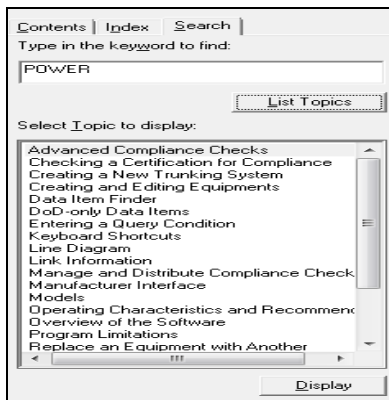 Contents Index Search
Type in the keyword to find:
POWER
List Topics
Select Topic to display:
Advanced Compliance Checks
Checking a Certification for Compliance
Creating a New Trunking System
Creating and Editing Equipments
Data Item Finder
DoD-only Data Items
Entering a Query Condition
Keyboard Shortcuts
Line Diagram
Link Information
Manage and Distribute Compliance Check
Manufacturer Interface
Models
Operating Characteristics and Recommend
Overview of the Software
Program Limitations
Replace an Equipment with Another
Display